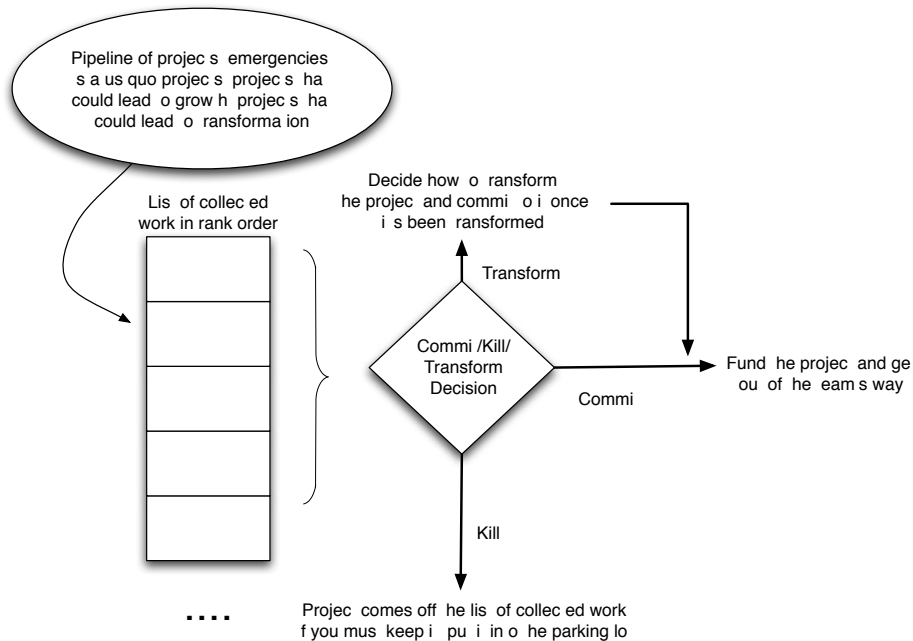 Pipeline of projec s emergencies
s a us quo projec s projec s ha
could lead o grow h projec s ha
could lead o ransforma ion
Lis of collec ed
work in rank order
Decide how o ransform
he projec and commi o i once
i s been ransformed
Transform
Commi /Kill/
Transform
Decision
Commi
Fund he projec and ge
ou of he eam s way
Kill
....
Projec comes off he lis of collec ed work
f you mus keep i pu i in o he parking lo